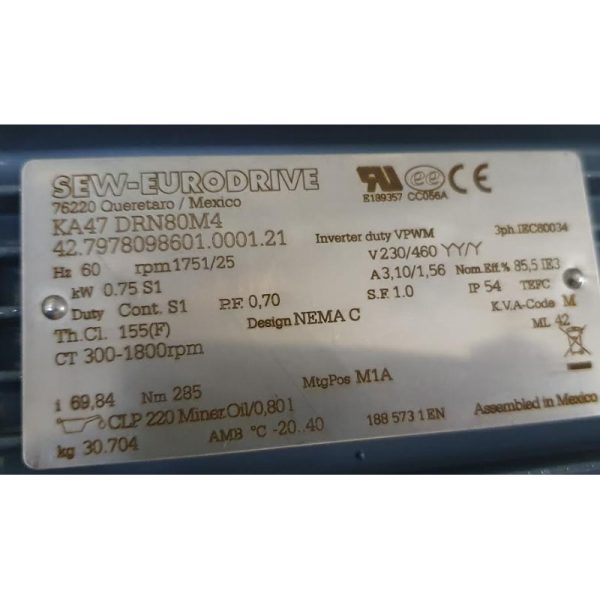 SEW-EURODRIVE
76220 Queretaro / Mexico
E189357 CC056A
KA47 DRN80M4
42.7978098601.0001.21
Inverter duty VPWM 3ph. IEC60034
Hz 60 rpm 1751/25 V 230/460 YY/Y
kW 0.75 S1 A 3,10/1,56 Nom.Eff.% 85,5 IE3
Duty Cont. S1 P.F. 0,70 S.F. 1.0 IP 54 TEFC
Th.Cl. 155(F) Design NEMA C K.V.A-Code M
CT 300-1800rpm ML 42
i 69,84 Nm 285 MtgPos M1A
CLP 220 Miner.Oil/0,80 l
kg 30.704 AMB °C -20..40 188 573 1 EN Assembled in Mexico